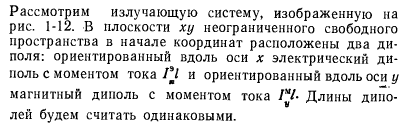 Рассмотрим излучающую систему, изображенную на
рис. 1-12. В плоскости xy неограниченного свободного
пространства в начале координат расположены два ди-
поля: ориентированный вдоль оси x электрический ди-
поль с моментом тока Iₓᵉl и ориентированный вдоль оси y
магнитный диполь с моментом тока Iᵧᴹl. Длины дипо-
лей будем считать одинаковыми.